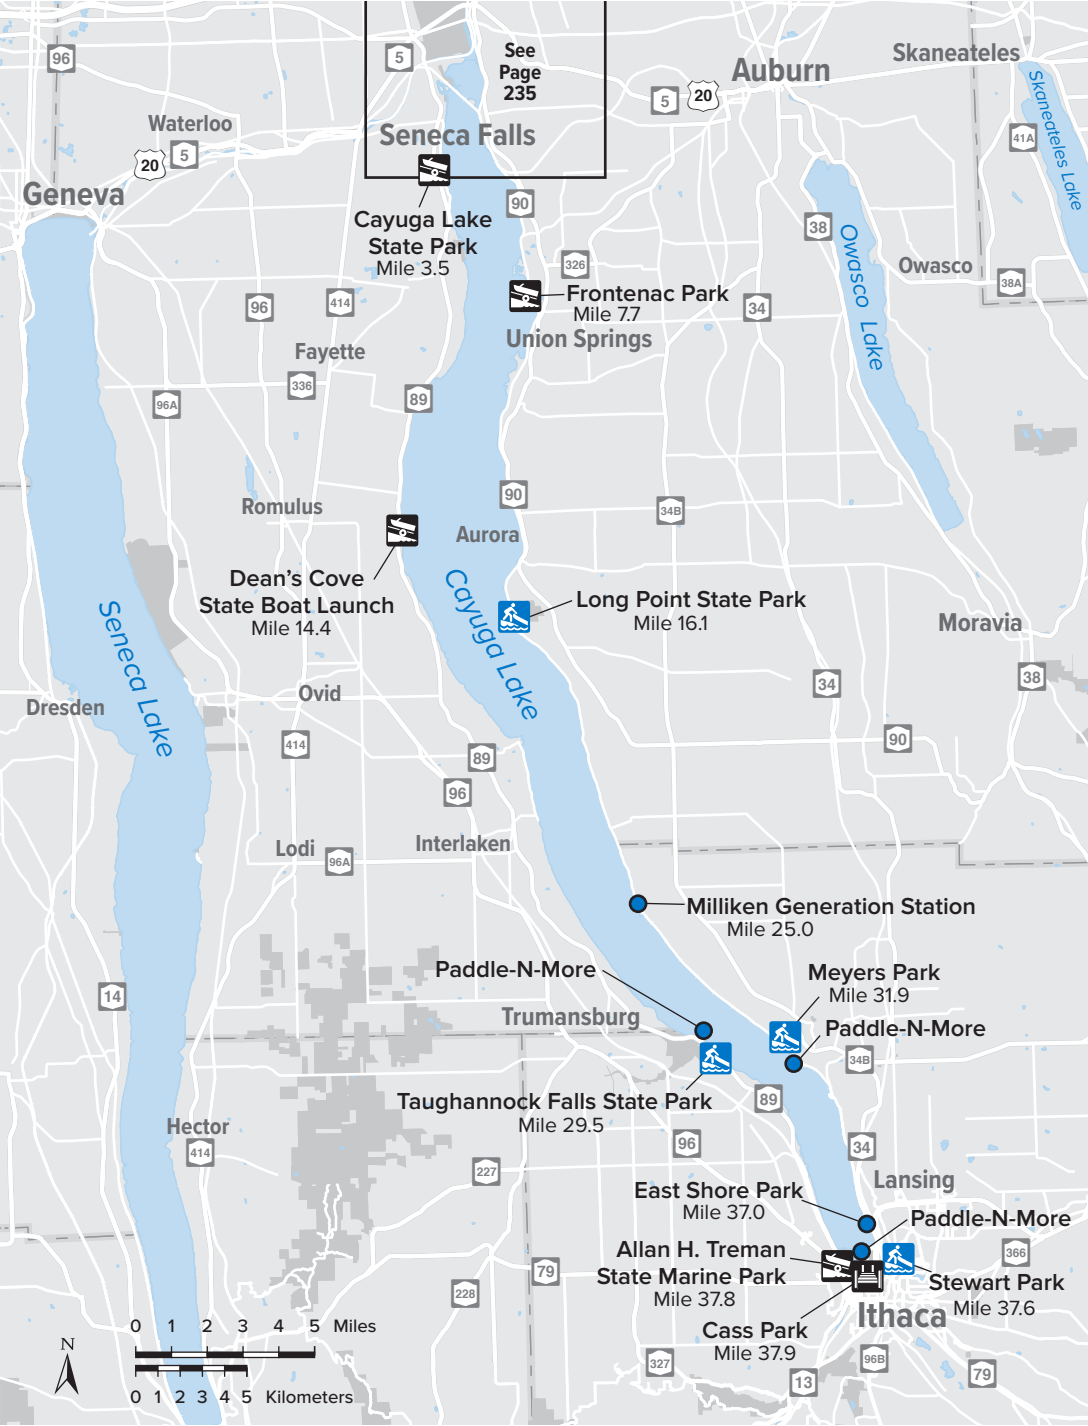 96
5
See
Page
235
Auburn
Skaneateles
5
20
Skaneateles Lake
41A
Waterloo
20
5
Seneca Falls
Geneva
90
Cayuga Lake
State Park
Mile 3.5
38
Owasco Lake
Owasco
38A
326
96
414
Frontenac Park
Mile 7.7
34
Union Springs
Fayette
336
89
96A
90
34B
Romulus
Aurora
Dean's Cove
State Boat Launch
Mile 14.4
Cayuga Lake
Long Point State Park
Mile 16.1
Moravia
Seneca Lake
34
38
Dresden
Ovid
414
90
89
96
Interlaken
Lodi
96A
Milliken Generation Station
Mile 25.0
Paddle-N-More
Meyers Park
Mile 31.9
14
Trumansburg
Paddle-N-More
34B
Taughannock Falls State Park
Mile 29.5
89
Hector
414
96
34
227
Lansing
East Shore Park
Mile 37.0
Paddle-N-More
Allan H. Treman
State Marine Park
Mile 37.8
366
79
228
Stewart Park
Mile 37.6
Ithaca
Cass Park
Mile 37.9
327
96B
79
13
N
0 1 2 3 4 5 Miles
0 1 2 3 4 5 Kilometers